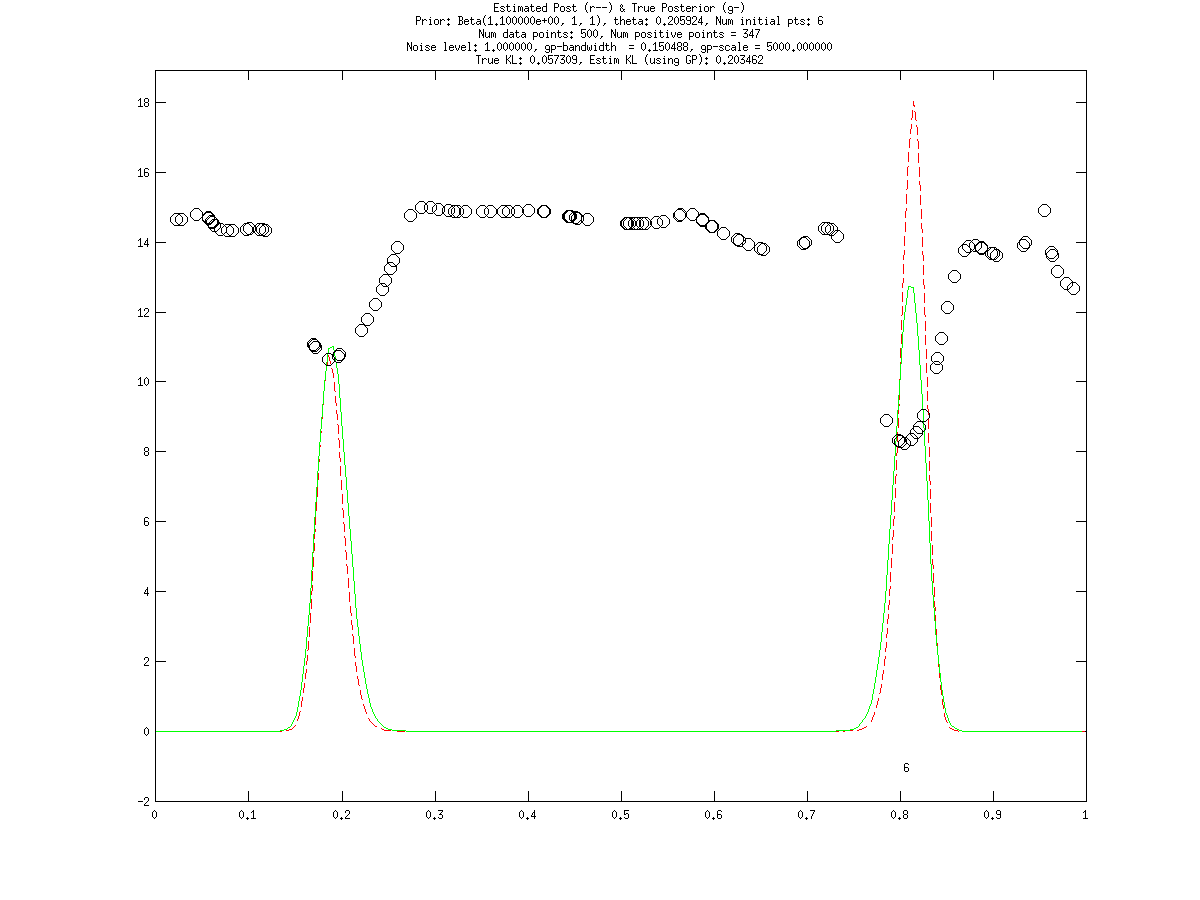 Estimated Post (r--) & True Posterior (g-)
Prior: Beta(1.100000e+00, 1, 1), theta: 0.205924, Num initial pts: 6
Num data points: 500, Num positive points = 347
Noise level: 1.000000, gp-bandwidth = 0.150488, gp-scale = 5000.000000
True KL: 0.057309, Estim KL (using GP): 0.203462
18
16
14
12
10
8
6
4
2
0
6
-2
0 0.1 0.2 0.3 0.4 0.5 0.6 0.7 0.8 0.9 1